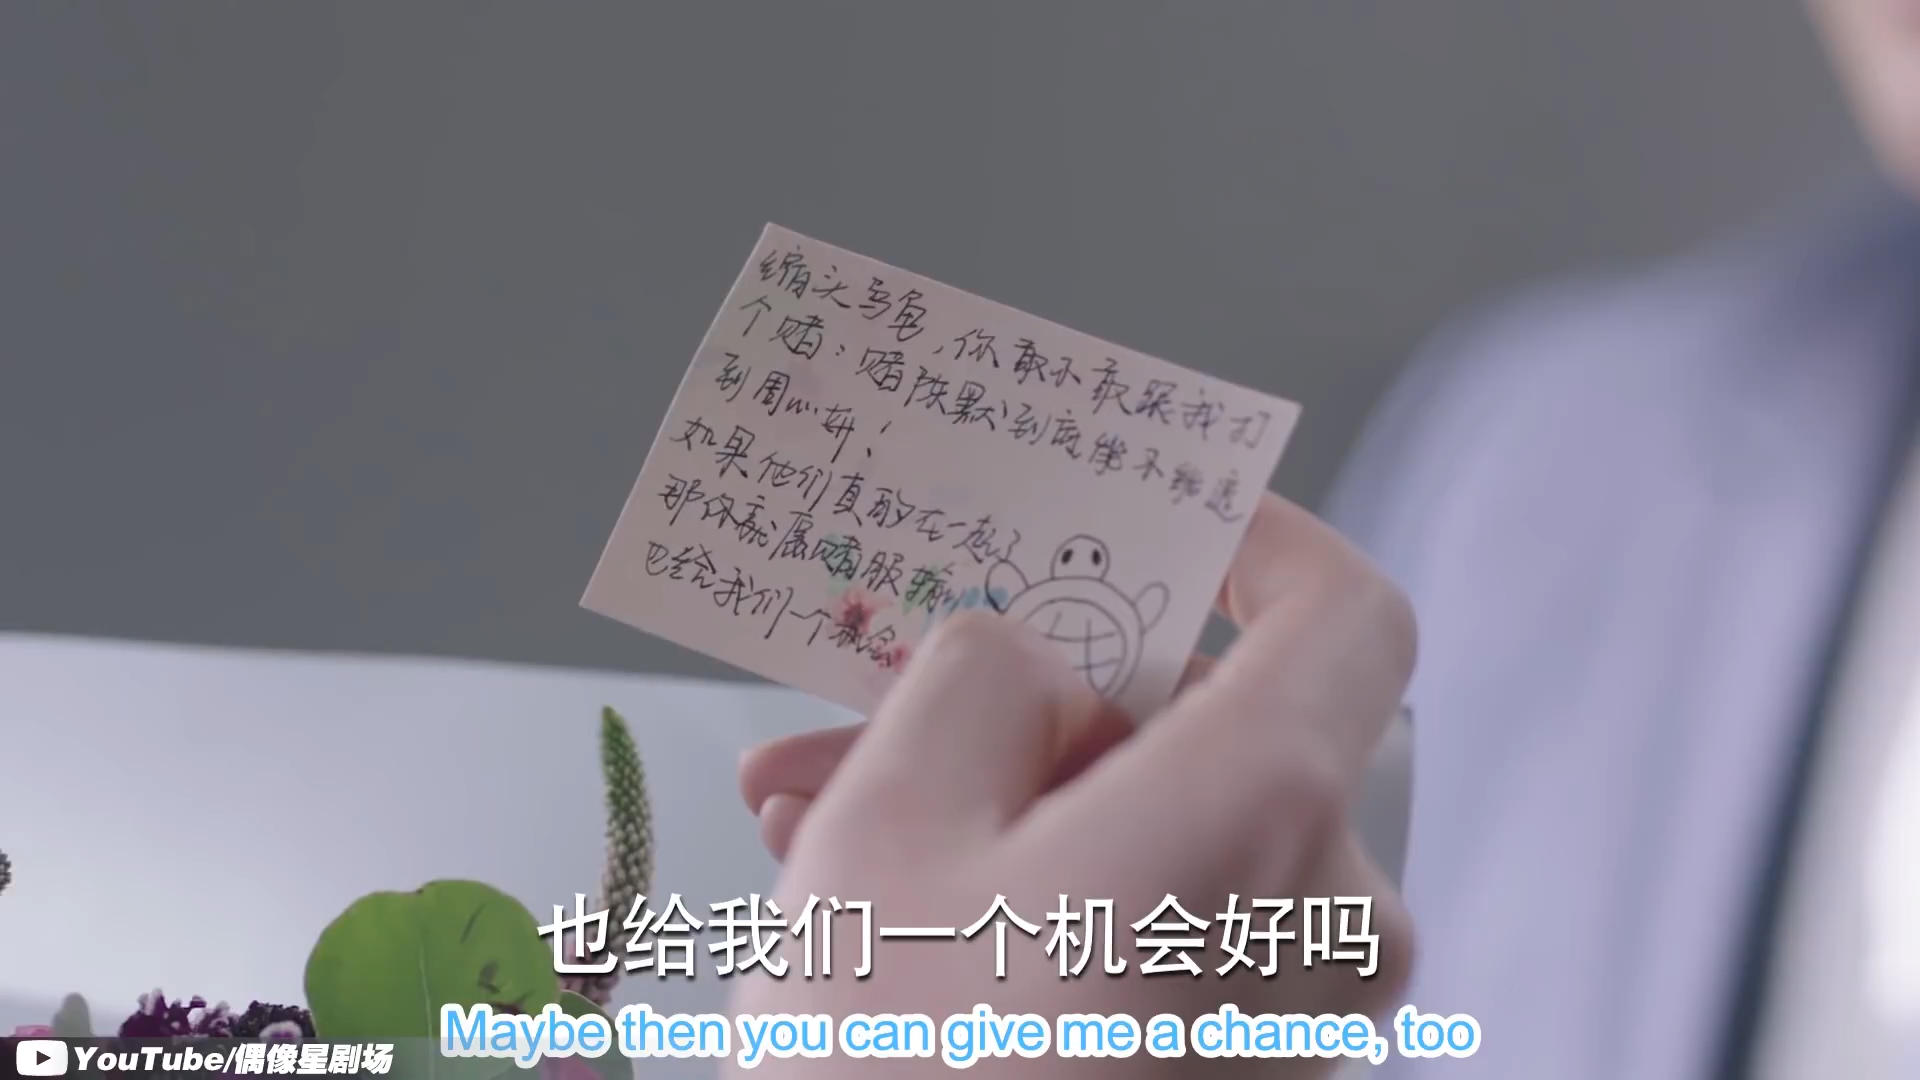 缩头乌龟，你敢不敢跟我打
个赌：赌陈默到底能不能追
到周心妍！
如果他们真的在一起了
那你就愿赌服输
也给我们一个机会
也给我们一个机会好吗
Maybe then you can give me a chance, too
YouTube/偶像星剧场